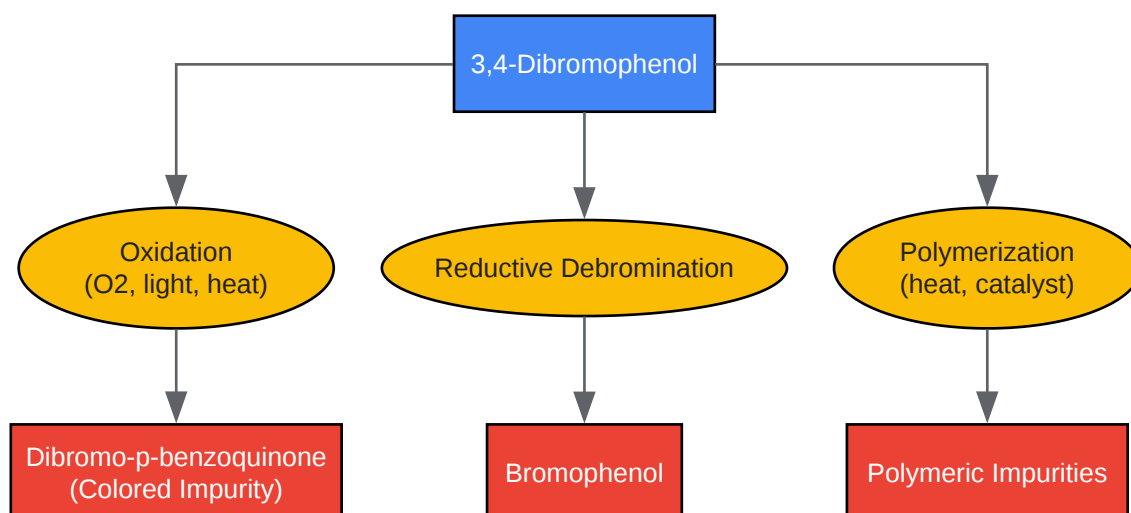 3,4-Dibromophenol
Oxidation
(O2, light, heat)
Reductive Debromination
Polymerization
(heat, catalyst)
Dibromo-p-benzoquinone
(Colored Impurity)
Bromophenol
Polymeric Impurities